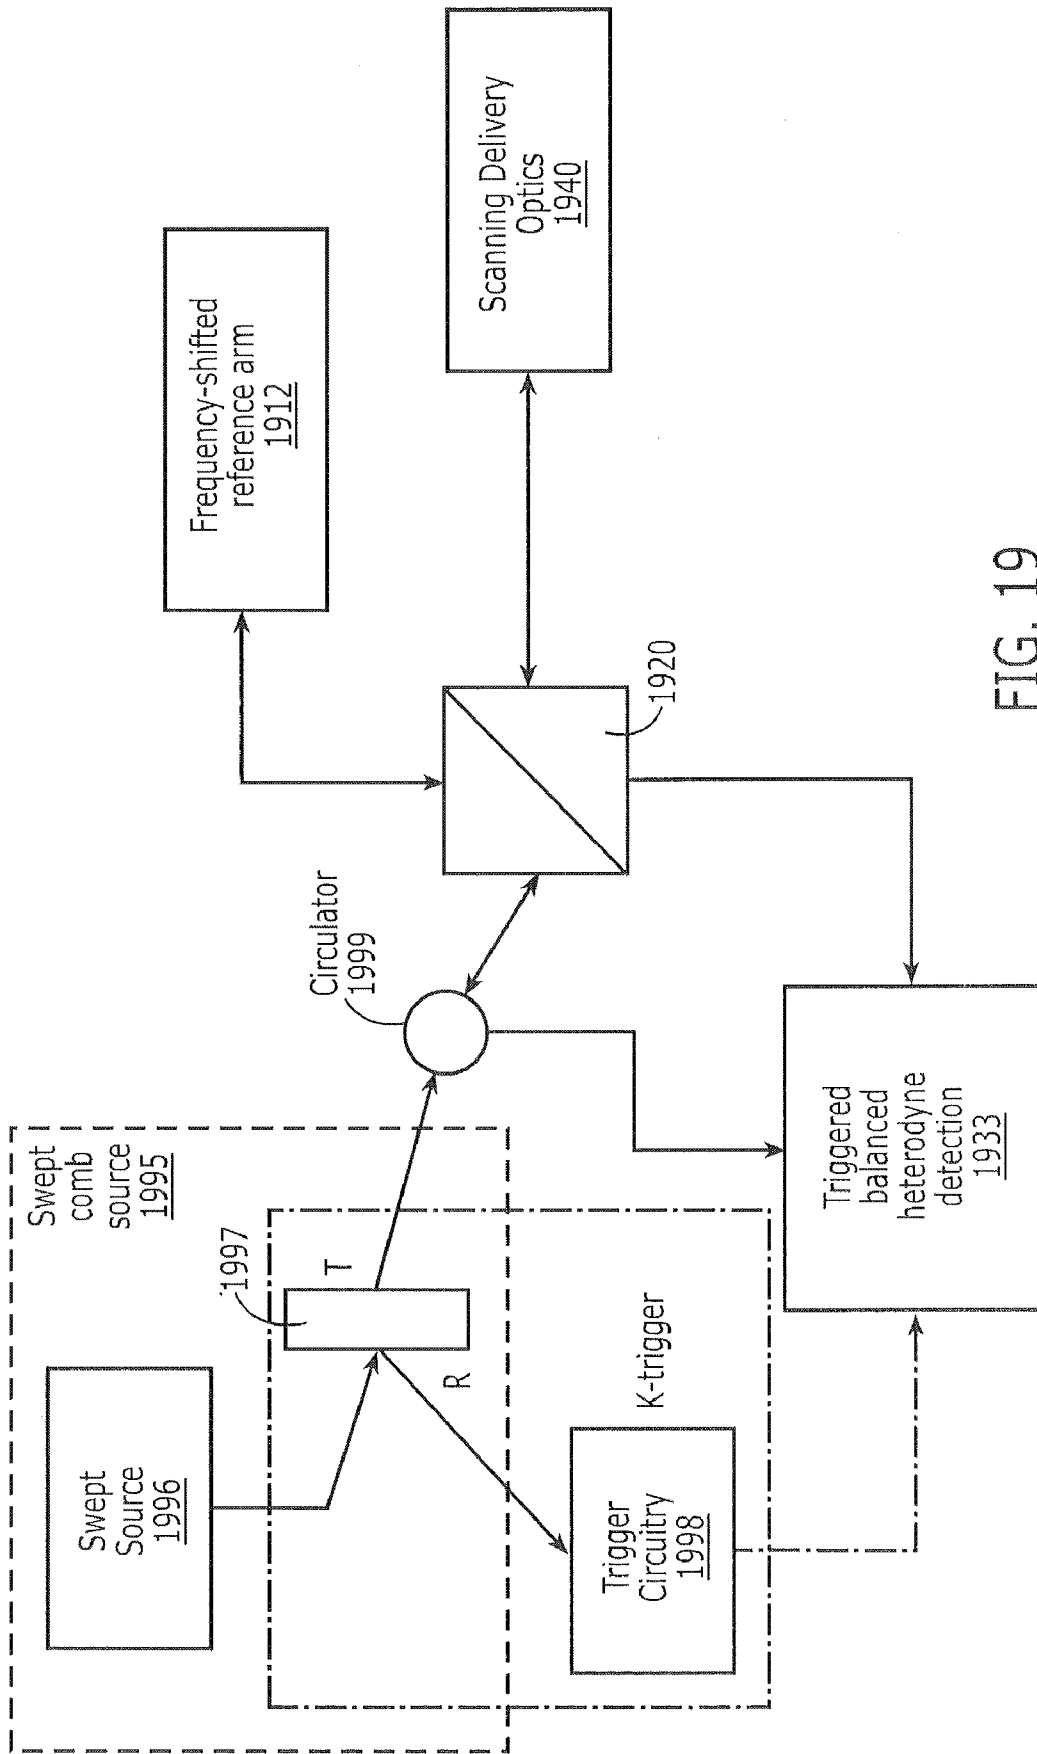 Swept
comb
source
1995
Swept
Source
1996
1997
T
R
K-trigger
Trigger
Circuitry
1998
Circulator
1999
Frequency-shifted
reference arm
1912
1920
Scanning Delivery
Optics
1940
Triggered
balanced
heterodyne
detection
1933
FIG. 19